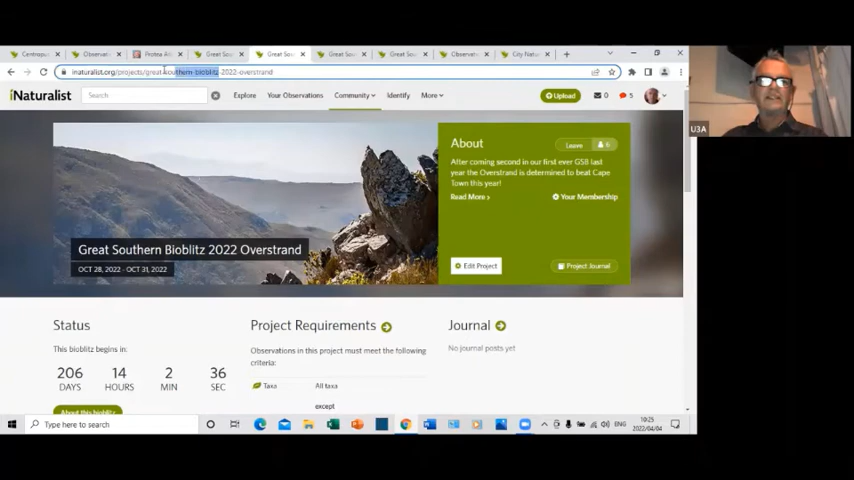 Centropus
Observati
Protea Atl
Great Sou
Great Sou
Great Sou
Great Sou
Observati
City Natu
inaturalist.org/projects/great-southern-bioblitz-2022-overstrand
iNaturalist
Search
Explore
Your Observations
Community
Identify
More
Upload
0
5
U3A
About
Leave
6
After coming second in our first ever GSB last
year the Overstrand is determined to beat Cape
Town this year!
Read More >
Your Membership
Great Southern Bioblitz 2022 Overstrand
OCT 28, 2022 - OCT 31, 2022
Edit Project
Project Journal
Status
This bioblitz begins in:
206 14 2 36
DAYS HOURS MIN SEC
About this bioblitz
Project Requirements
Observations in this project must meet the following
criteria:
Taxa
All taxa
except
Journal
No journal posts yet
Type here to search
ENG
10:25
2022/04/04